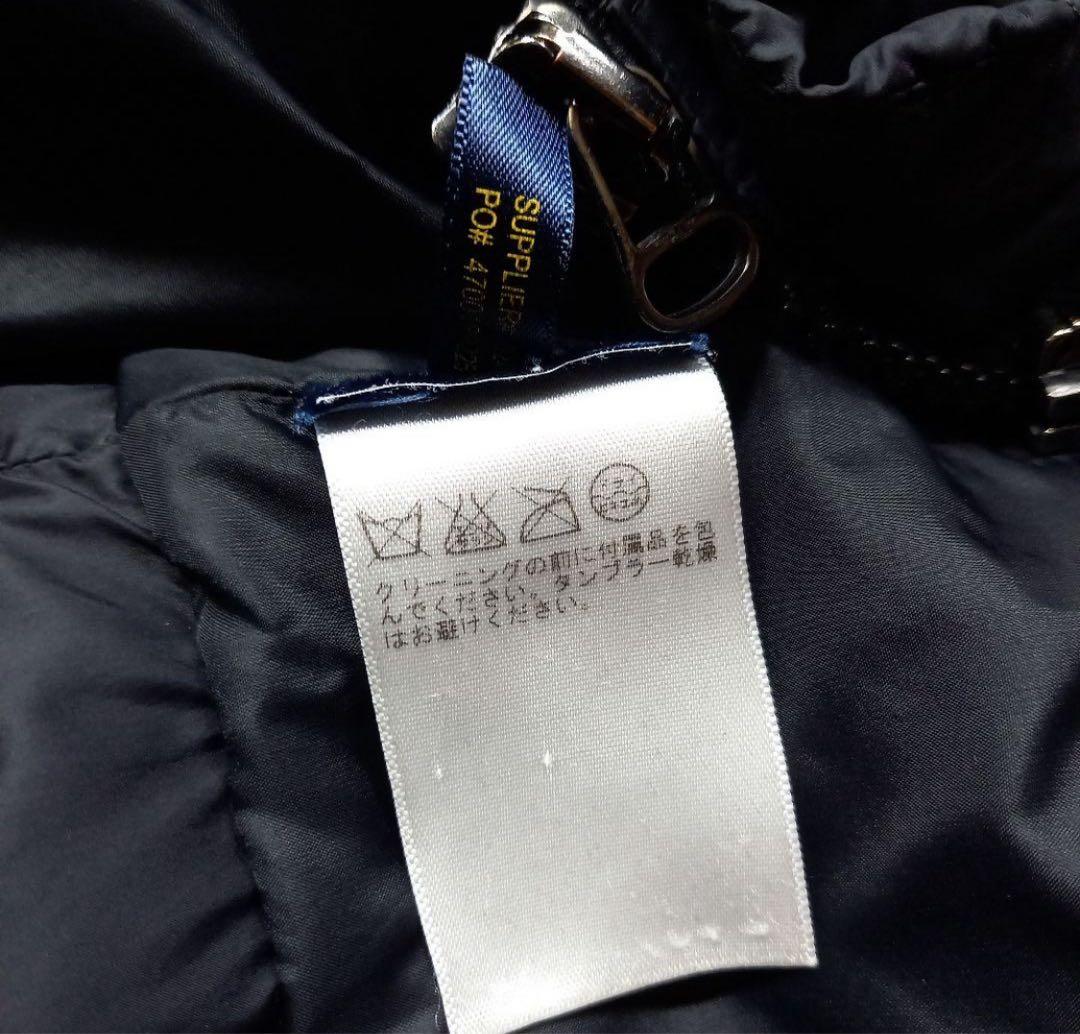 SUPPLIER
PO# 4700
クリーニングの前に付属品を包
んでください。タンブラー乾燥
はお避けください。